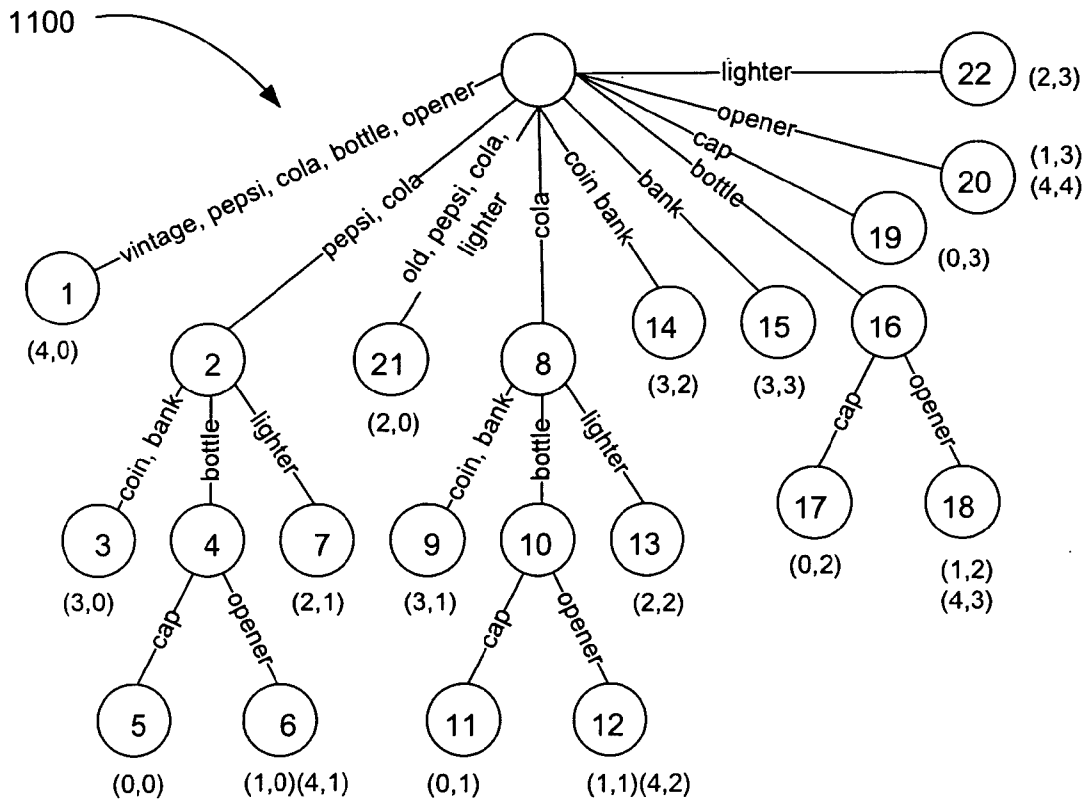 1100
lighter
22
(2,3)
opener
20
(1,3)
(4,4)
cap
19
(0,3)
bottle
16
bank
15
(3,3)
coin bank
14
(3,2)
cola
8
old, pepsi, cola,
lighter
21
(2,0)
pepsi, cola
2
vintage, pepsi, cola, bottle, opener
1
(4,0)
coin, bank
3
(3,0)
bottle
4
lighter
7
(2,1)
coin, bank
9
(3,1)
bottle
10
lighter
13
(2,2)
cap
17
(0,2)
opener
18
(1,2)
(4,3)
cap
5
(0,0)
opener
6
(1,0)(4,1)
cap
11
(0,1)
opener
12
(1,1)(4,2)